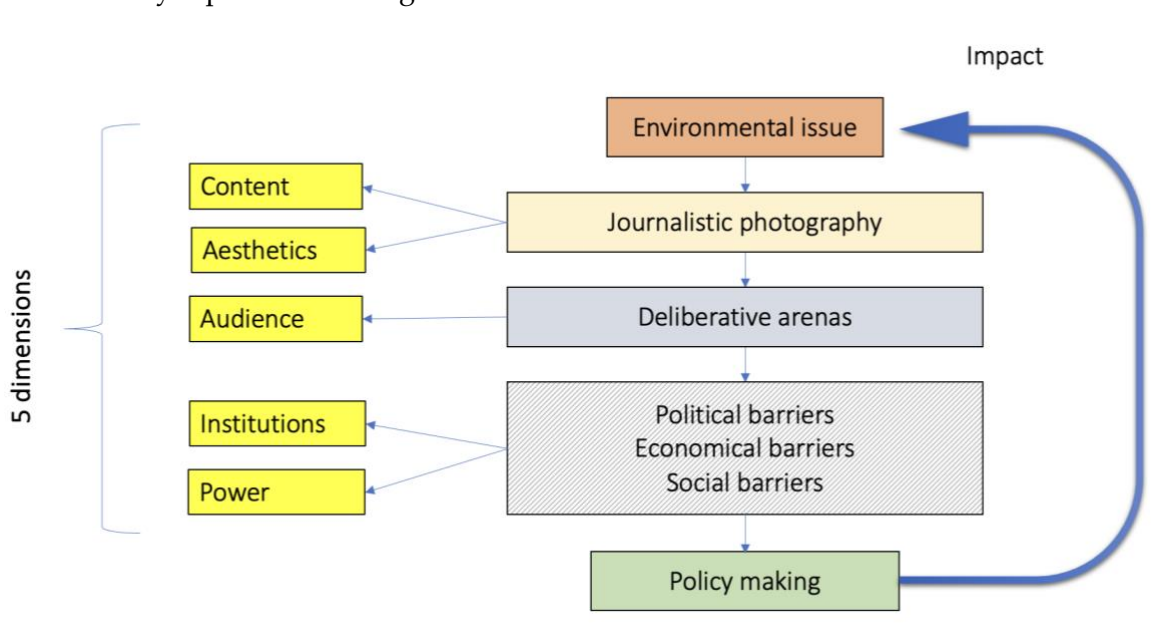 Impact
Environmental issue
Content
Journalistic photography
Aesthetics
Audience
Deliberative arenas
5 dimensions
Institutions
Political barriers
Economical barriers
Social barriers
Power
Policy making